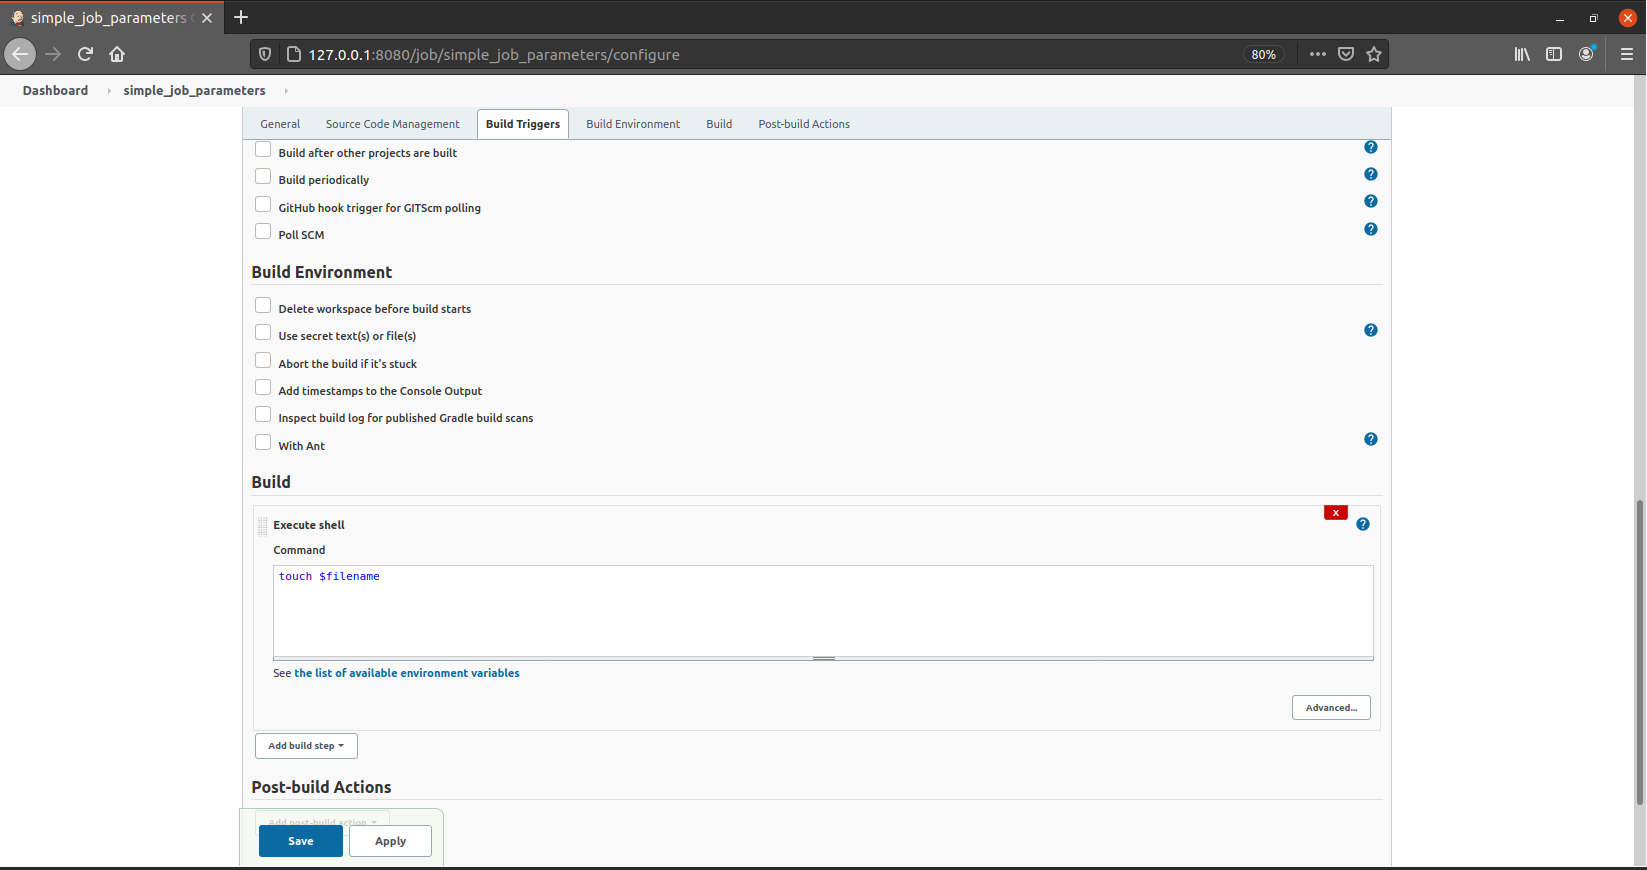 simple_job_parameters
127.0.0.1:8080/job/simple_job_parameters/configure
80%
Dashboard simple_job_parameters
General Source Code Management Build Triggers Build Environment Build Post-build Actions
Build after other projects are built
Build periodically
GitHub hook trigger for GITScm polling
Poll SCM
Build Environment
Delete workspace before build starts
Use secret text(s) or file(s)
Abort the build if it's stuck
Add timestamps to the Console Output
Inspect build log for published Gradle build scans
With Ant
Build
X
Execute shell
Command
touch $filename
See the list of available environment variables
Advanced...
Add build step
Post-build Actions
Add post-build action
Save Apply